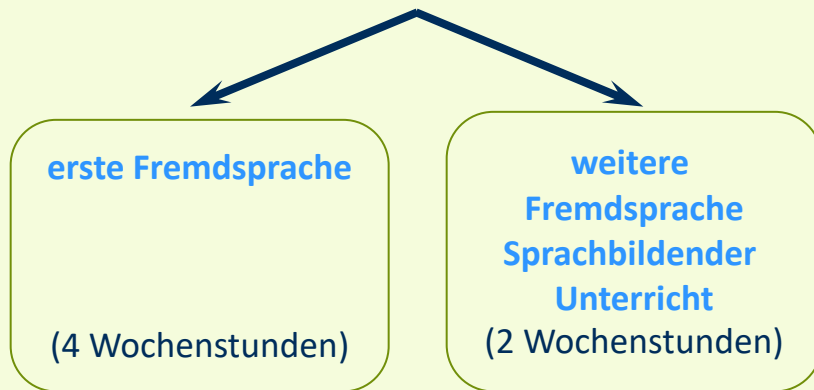 erste Fremdsprache
(4 Wochenstunden)
weitere
Fremdsprache
Sprachbildender
Unterricht
(2 Wochenstunden)